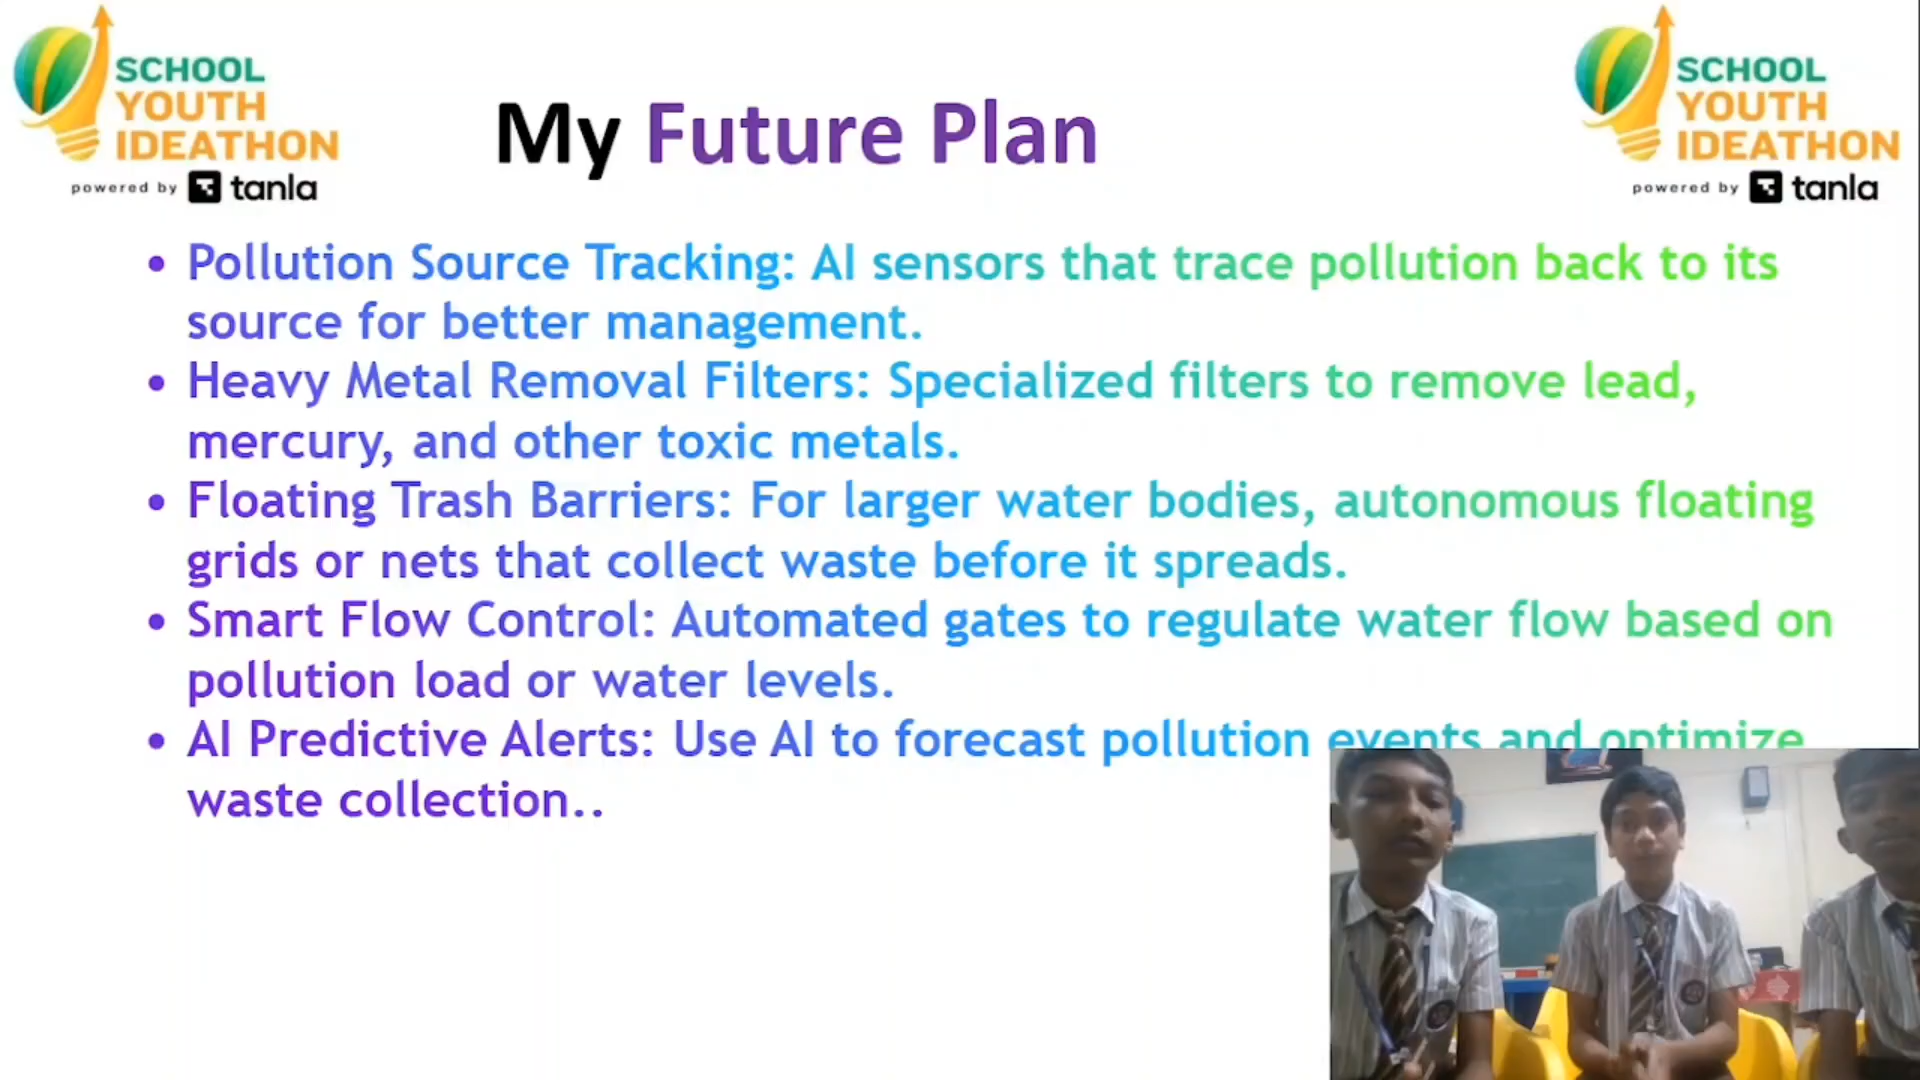 SCHOOL
YOUTH
IDEATHON
powered by tanla
My Future Plan
SCHOOL
YOUTH
IDEATHON
powered by tanla
• Pollution Source Tracking: AI sensors that trace pollution back to its
source for better management.
• Heavy Metal Removal Filters: Specialized filters to remove lead,
mercury, and other toxic metals.
• Floating Trash Barriers: For larger water bodies, autonomous floating
grids or nets that collect waste before it spreads.
• Smart Flow Control: Automated gates to regulate water flow based on
pollution load or water levels.
• AI Predictive Alerts: Use AI to forecast pollution events and optimize
waste collection..